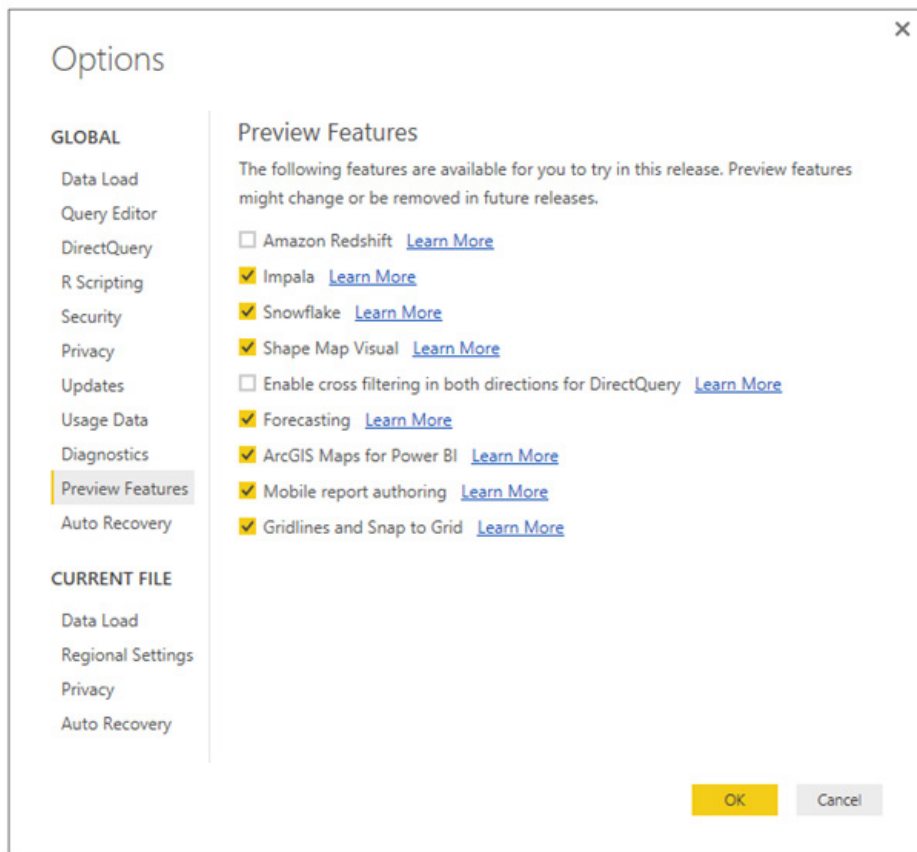 Options
GLOBAL
Data Load
Query Editor
DirectQuery
R Scripting
Security
Privacy
Updates
Usage Data
Diagnostics
Preview Features
Auto Recovery
CURRENT FILE
Data Load
Regional Settings
Privacy
Auto Recovery
Preview Features
The following features are available for you to try in this release. Preview features
might change or be removed in future releases.
Amazon Redshift Learn More
Impala Learn More
Snowflake Learn More
Shape Map Visual Learn More
Enable cross filtering in both directions for DirectQuery Learn More
Forecasting Learn More
ArcGIS Maps for Power BI Learn More
Mobile report authoring Learn More
Gridlines and Snap to Grid Learn More
OK Cancel